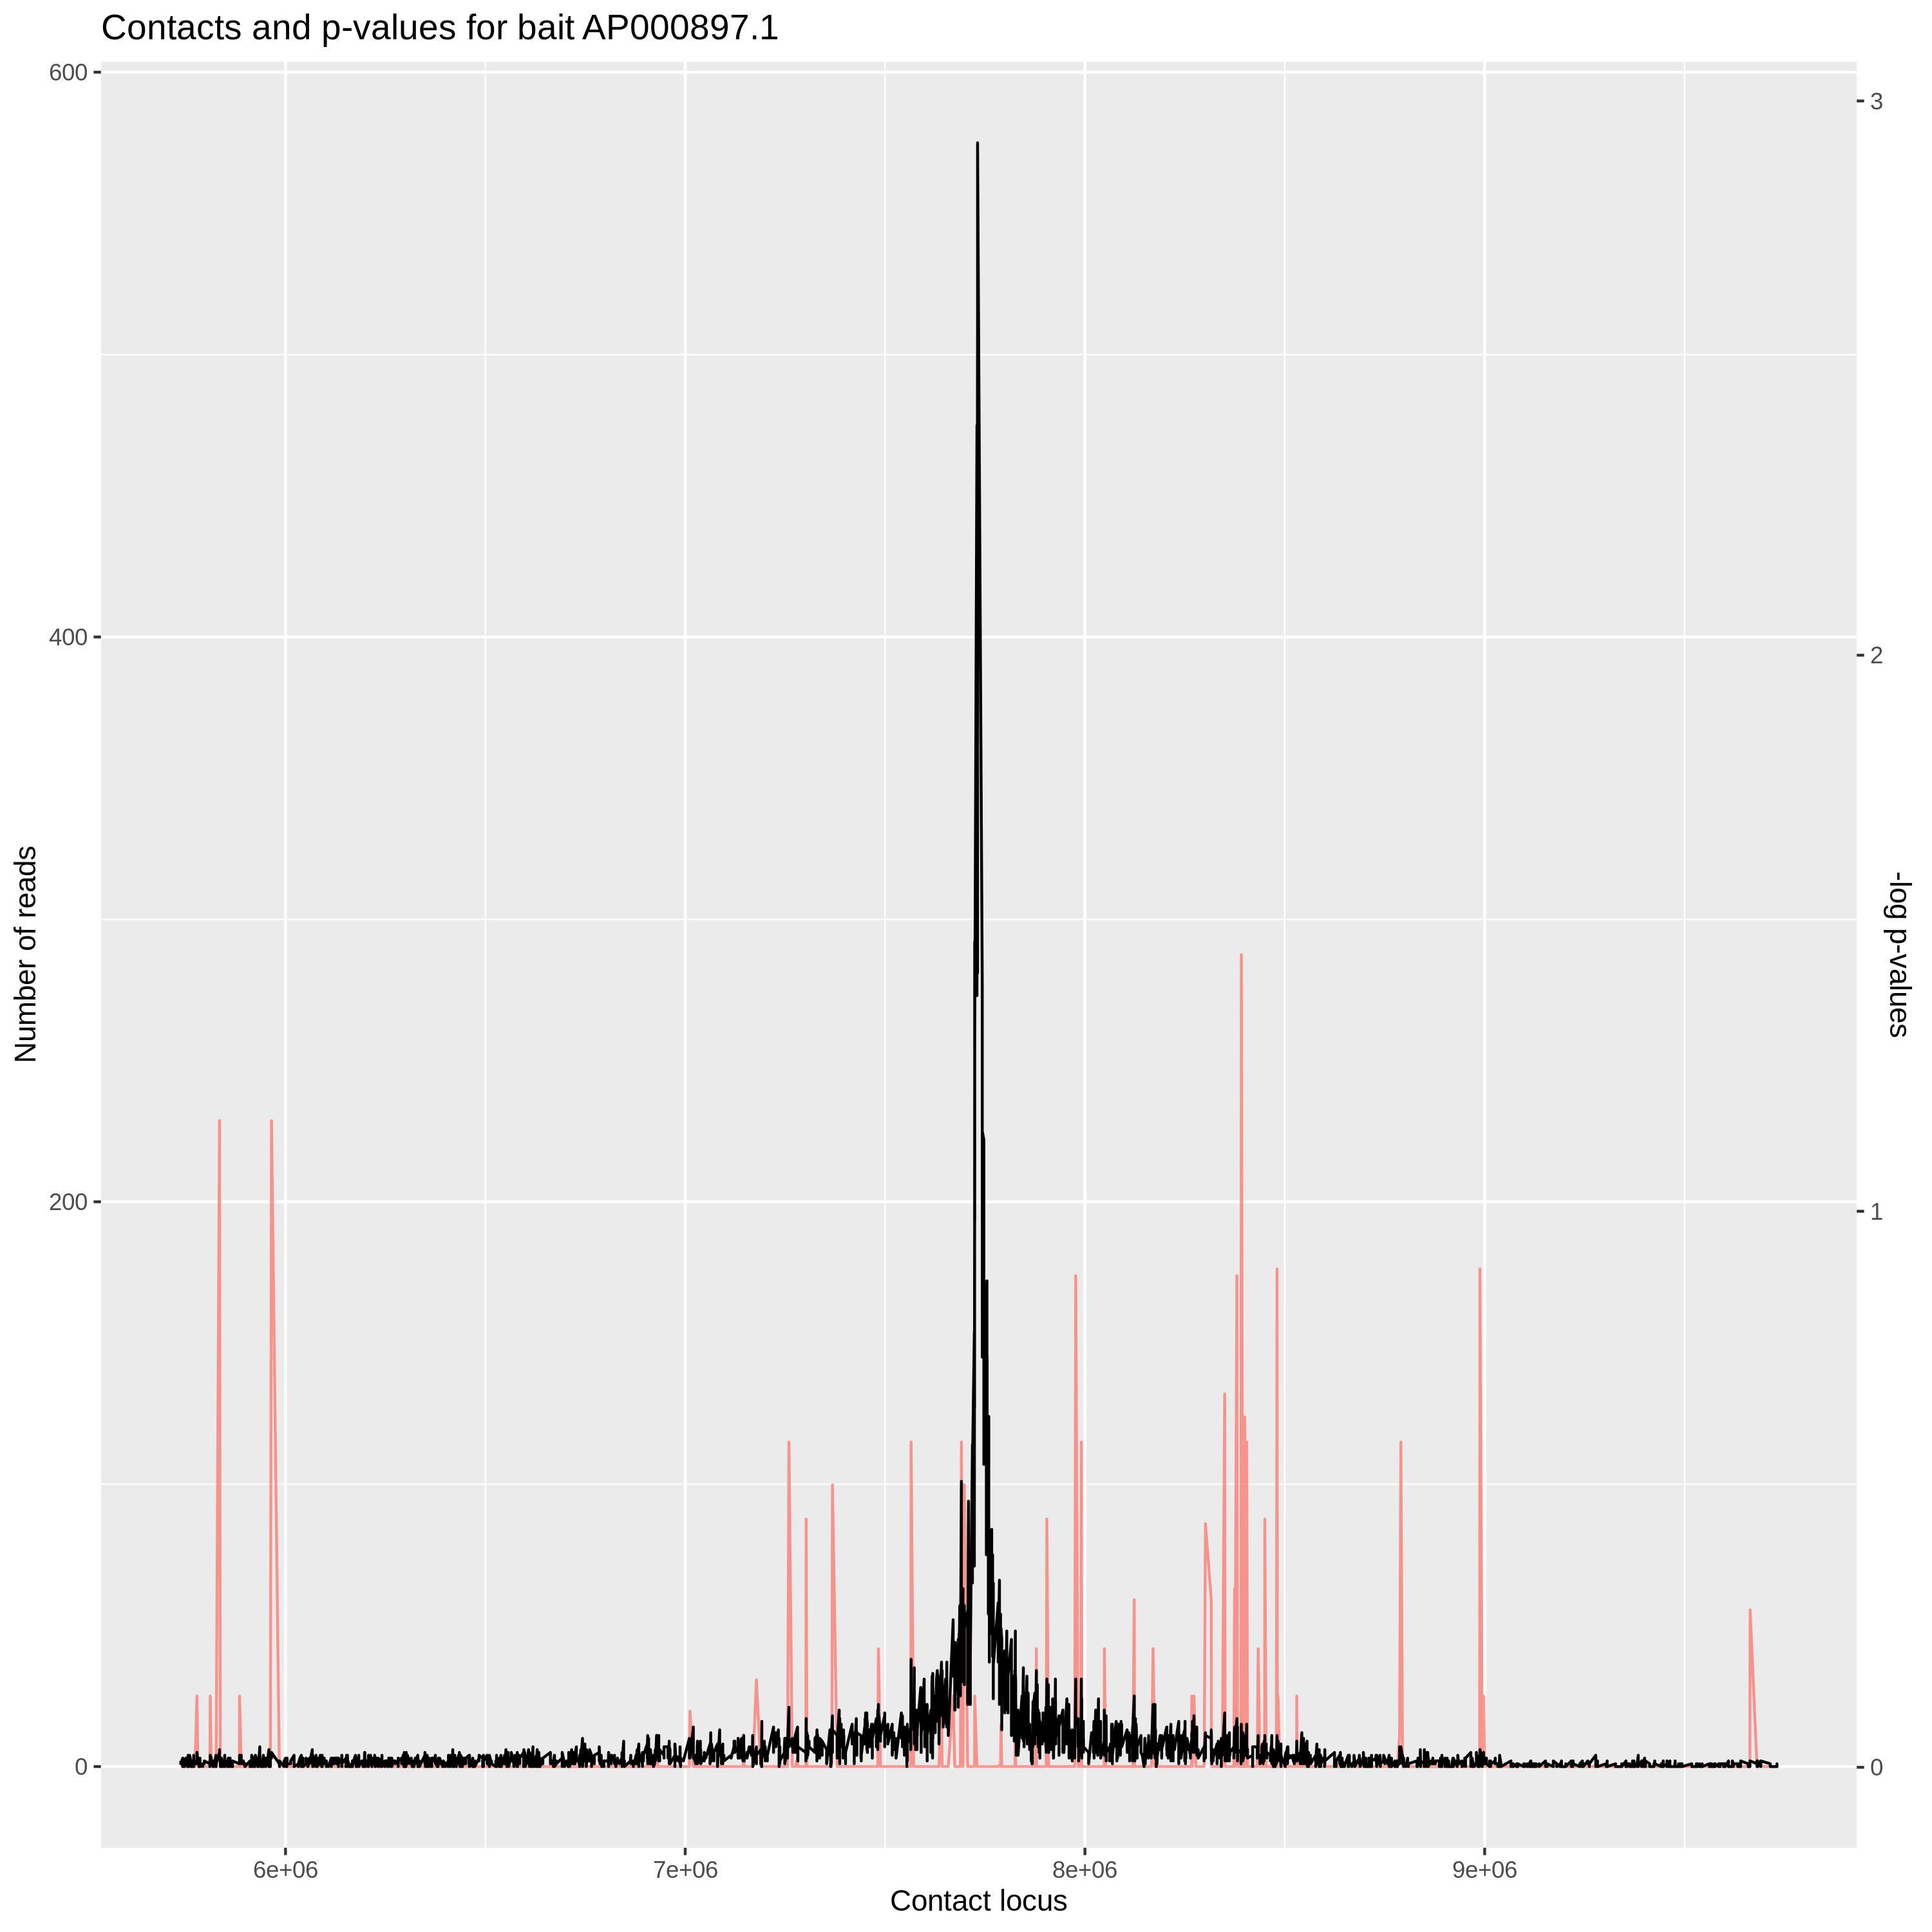 Contacts and p-values for bait AP000897.1
600
400
200
0
3
2
1
0
Number of reads
-log p-values
6e+06 7e+06 8e+06 9e+06
Contact locus